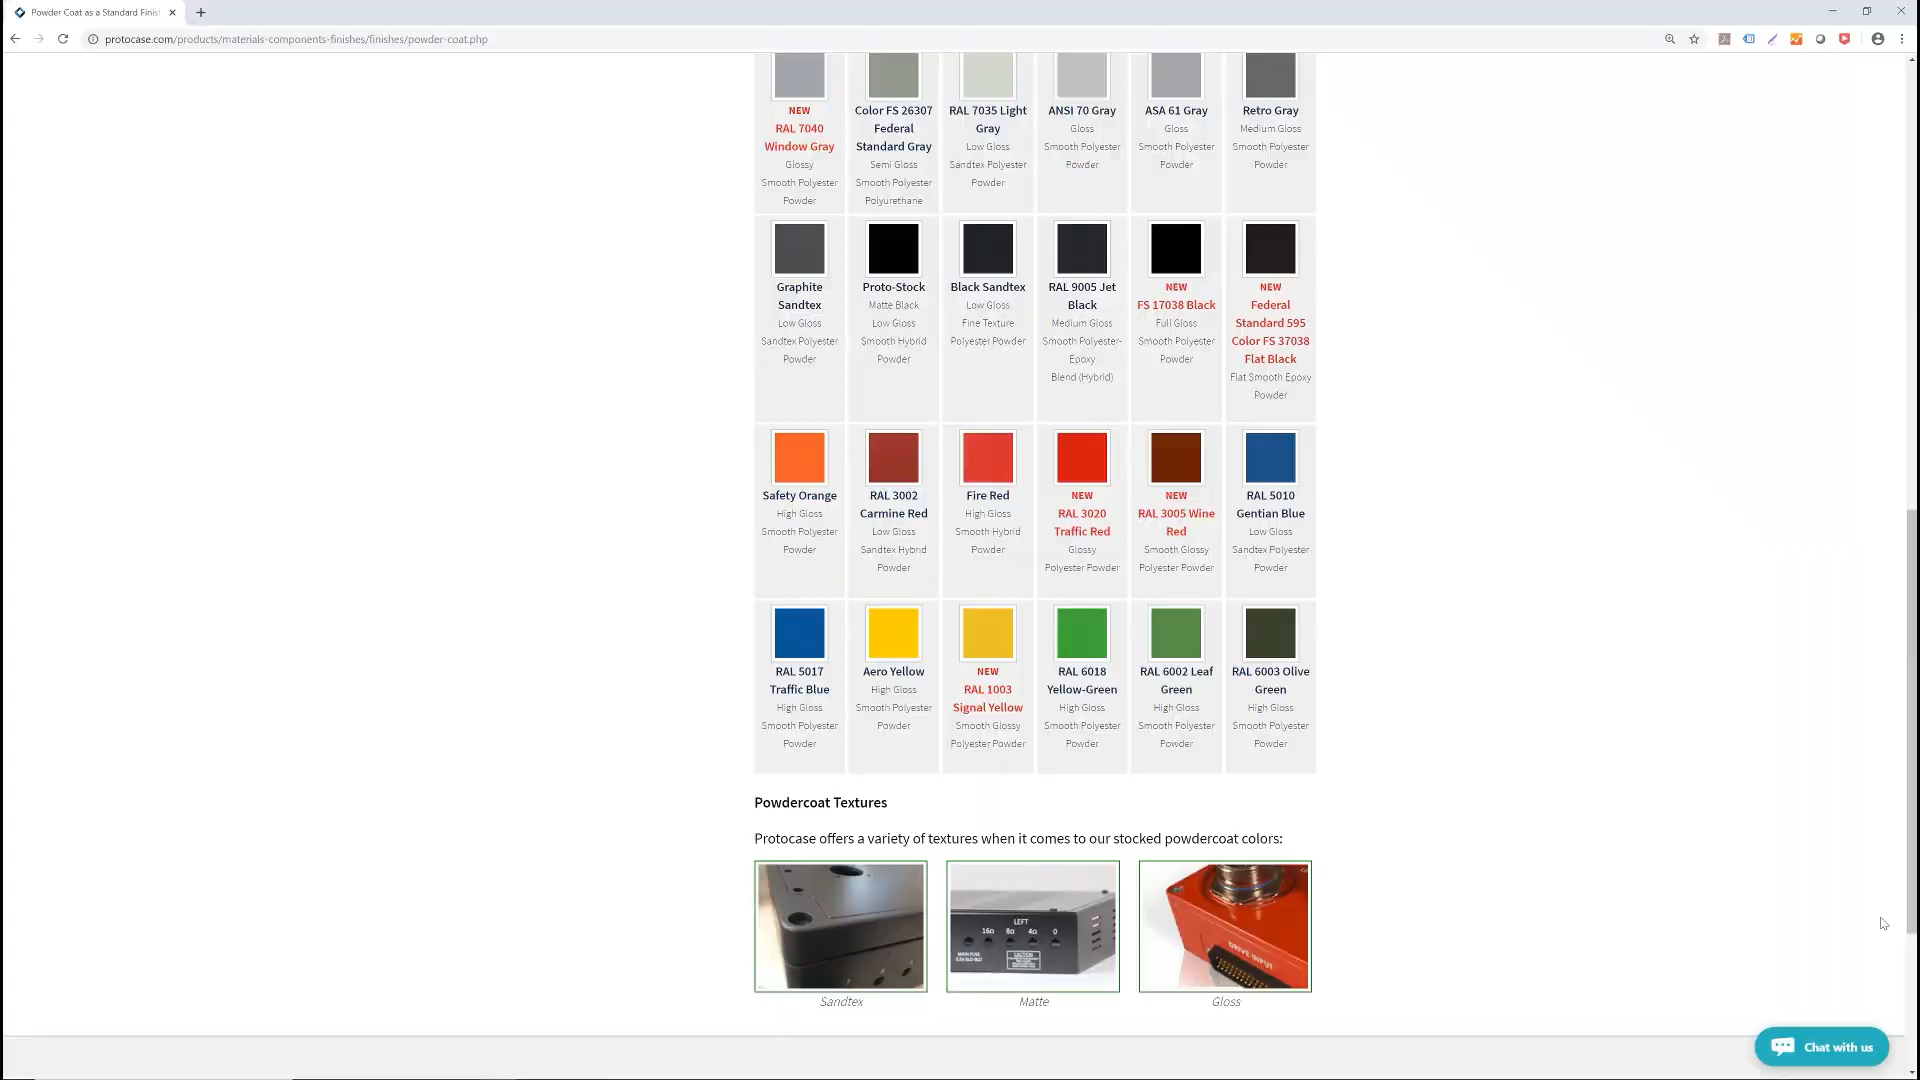 Powder Coat as a Standard Finis
protocase.com/products/materials-components-finishes/finishes/powder-coat.php
NEW
RAL 7040
Window Gray
Glossy
Smooth Polyester
Powder
Color FS 26307
Federal
Standard Gray
Semi Gloss
Smooth Polyester
Polyurethane
RAL 7035 Light
Gray
Low Gloss
Sandtex Polyester
Powder
ANSI 70 Gray
Gloss
Smooth Polyester
Powder
ASA 61 Gray
Gloss
Smooth Polyester
Powder
Retro Gray
Medium Gloss
Smooth Polyester
Powder
Graphite
Sandtex
Low Gloss
Sandtex Polyester
Powder
Proto-Stock
Matte Black
Low Gloss
Smooth Hybrid
Powder
Black Sandtex
Low Gloss
Fine Texture
Polyester Powder
RAL 9005 Jet
Black
Medium Gloss
Smooth Polyester-
Epoxy
Blend (Hybrid)
NEW
FS 17038 Black
Full Gloss
Smooth Polyester
Powder
NEW
Federal
Standard 595
Color FS 37038
Flat Black
Flat Smooth Epoxy
Powder
Safety Orange
High Gloss
Smooth Polyester
Powder
RAL 3002
Carmine Red
Low Gloss
Sandtex Hybrid
Powder
Fire Red
High Gloss
Smooth Hybrid
Powder
NEW
RAL 3020
Traffic Red
Glossy
Polyester Powder
NEW
RAL 3005 Wine
Red
Smooth Glossy
Polyester Powder
RAL 5010
Gentian Blue
Low Gloss
Sandtex Polyester
Powder
RAL 5017
Traffic Blue
High Gloss
Smooth Polyester
Powder
Aero Yellow
High Gloss
Smooth Polyester
Powder
NEW
RAL 1003
Signal Yellow
Smooth Glossy
Polyester Powder
RAL 6018
Yellow-Green
High Gloss
Smooth Polyester
Powder
RAL 6002 Leaf
Green
High Gloss
Smooth Polyester
Powder
RAL 6003 Olive
Green
High Gloss
Smooth Polyester
Powder
Powdercoat Textures
Protocase offers a variety of textures when it comes to our stocked powdercoat colors:
LEFT
16Ω 8Ω 4Ω 0
MAIN FUSE
CAUTION
DRIVE INPUT
Sandtex
Matte
Gloss
Chat with us